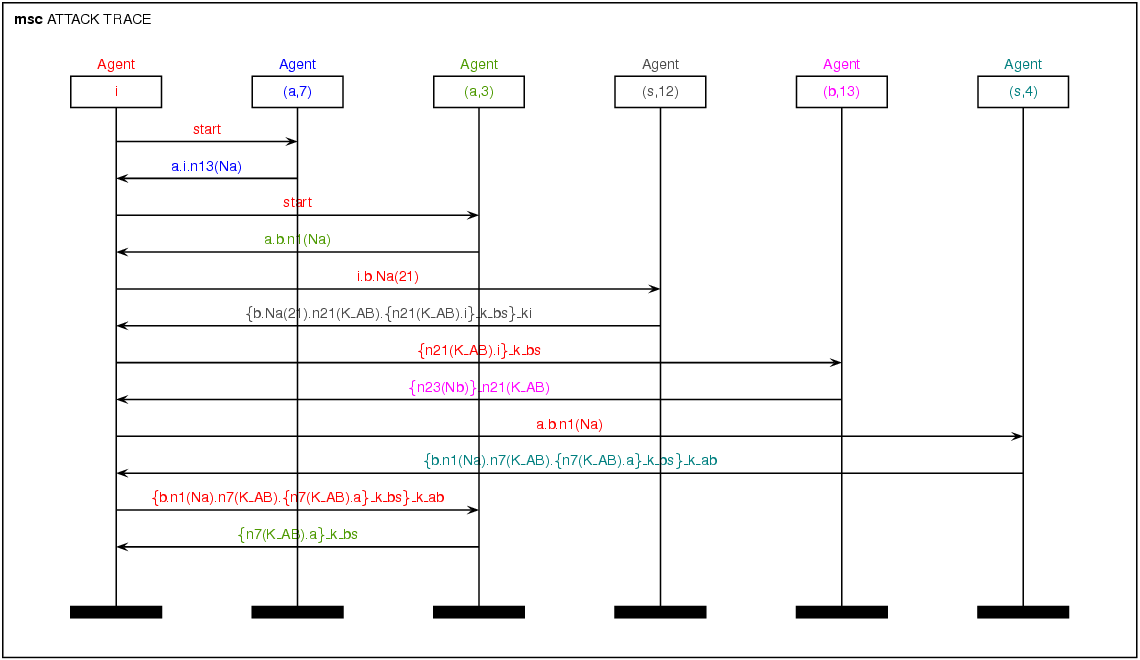 msc ATTACK TRACE
Agent Agent Agent Agent Agent Agent
i (a,7) (a,3) (s,12) (b,13) (s,4)
start
a.i.n13(Na)
start
a.b.n1(Na)
i.b.Na(21)
{b.Na(21).n21(K_AB).{n21(K_AB).i}_k_bs}_ki
{n21(K_AB).i}_k_bs
{n23(Nb)}_n21(K_AB)
a.b.n1(Na)
{b.n1(Na).n7(K_AB).{n7(K_AB).a}_k_bs}_k_ab
{b.n1(Na).n7(K_AB).{n7(K_AB).a}_k_bs}_k_ab
{n7(K_AB).a}_k_bs